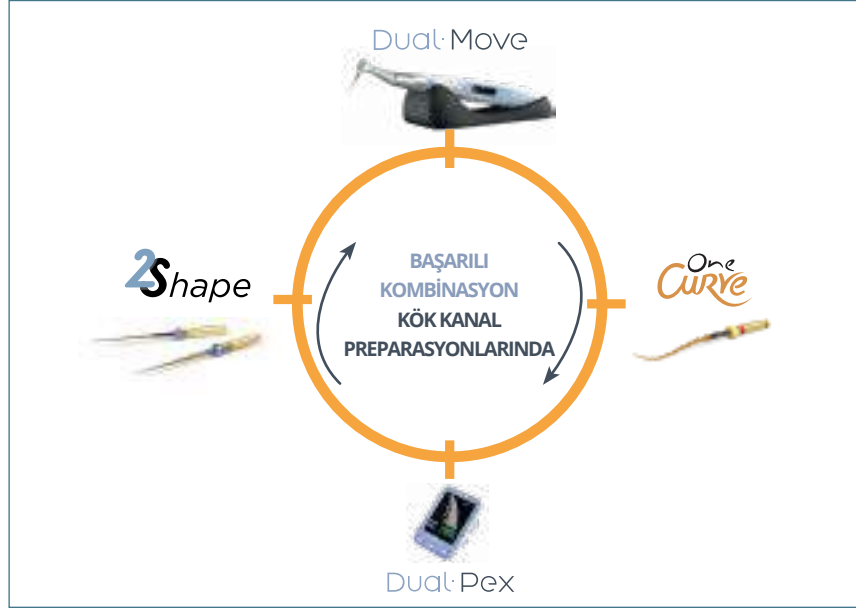 Dual·Move
2Shape
BAŞARILI
KOMBİNASYON
KÖK KANAL
PREPARASYONLARINDA
One
CURVE
Dual·Pex